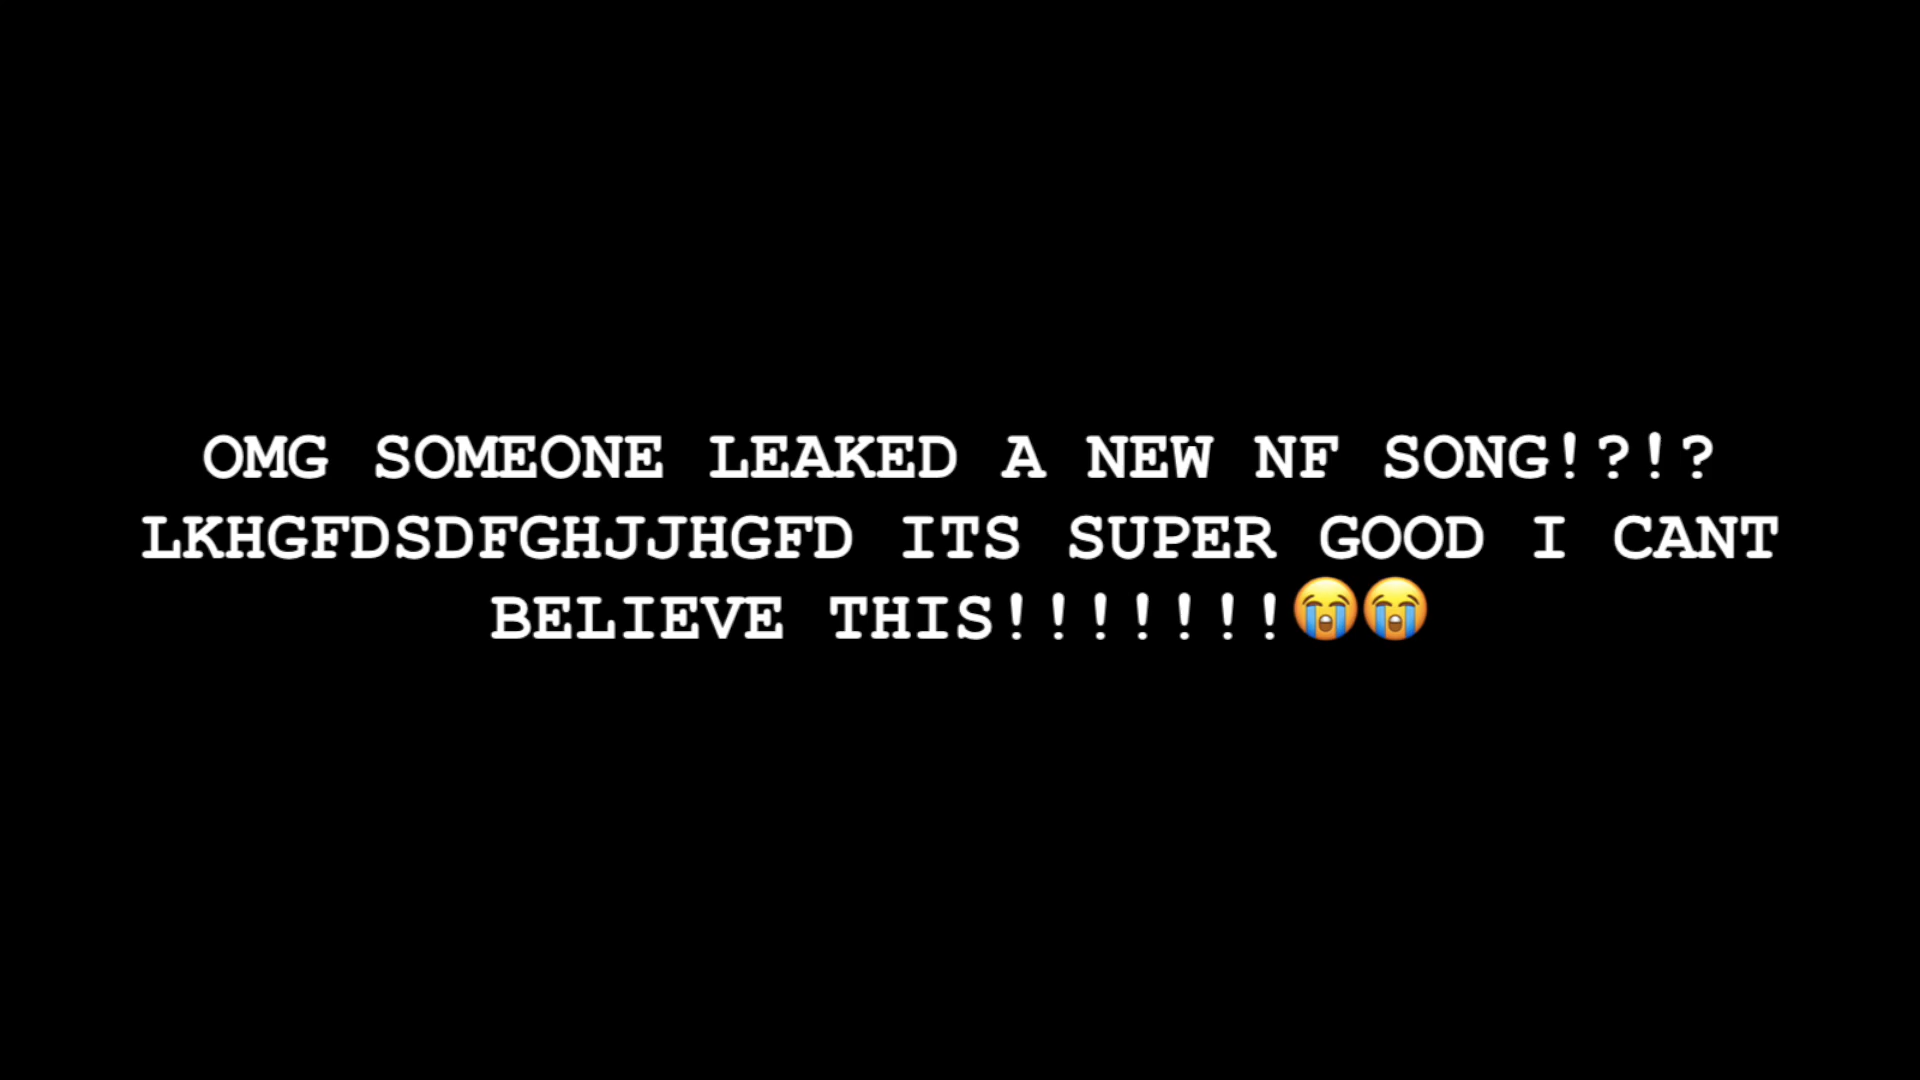 OMG SOMEONE LEAKED A NEW NF SONG!?!?
LKHGFDSDFGHJJHGFD ITS SUPER GOOD I CANT
BELIEVE THIS!!!!!!!😭😭